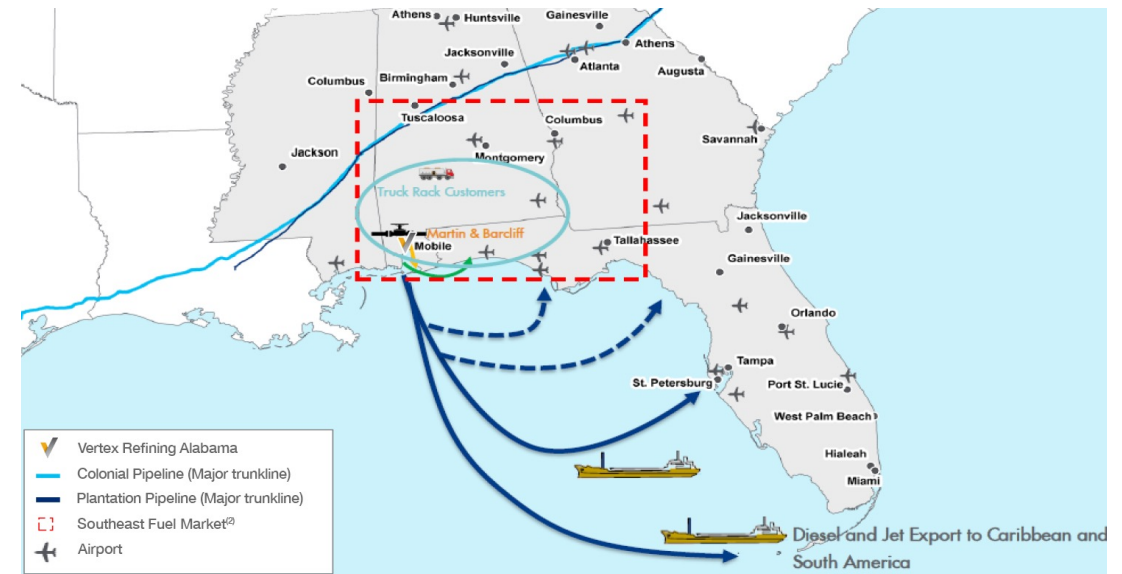 Athens
Huntsville
Gainesville
Athens
Jacksonville
Atlanta
Columbus
Birmingham
Augusta
Tuscaloosa
Columbus
Savannah
Jackson
Montgomery
Truck Rack Customers
Jacksonville
Martin & Barcliff
Mobile
Tallahassee
Gainesville
Orlando
Tampa
St. Petersburg
Port St. Lucie
West Palm Beach
Hialeah
Miami
Vertex Refining Alabama
Colonial Pipeline (Major trunkline)
Plantation Pipeline (Major trunkline)
Southeast Fuel Market(2)
Airport
Diesel and Jet Export to Caribbean and
South America